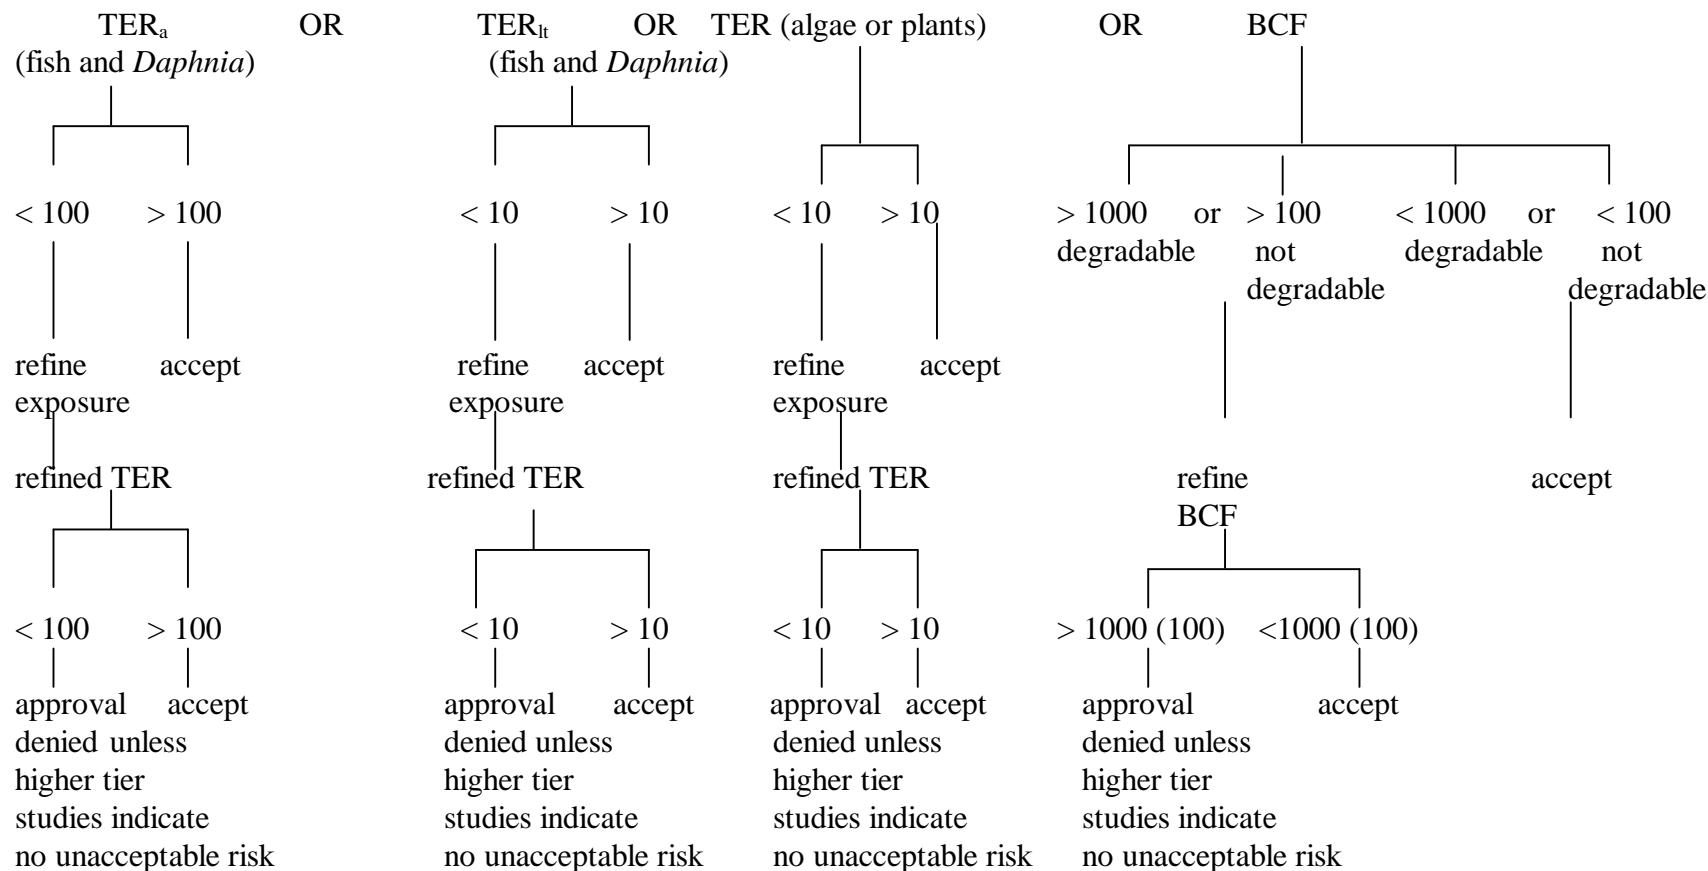 TERa OR TERlt OR TER (algae or plants) OR BCF
(fish and Daphnia) (fish and Daphnia)
< 100 > 100 < 10 > 10 < 10 > 10 > 1000 or > 100 < 1000 or < 100
degradable not degradable not
degradable degradable
refine accept refine accept refine accept
exposure exposure exposure
refined TER refined TER refined TER refine accept
BCF
< 100 > 100 < 10 > 10 < 10 > 10 > 1000 (100) <1000 (100)
approval accept approval accept approval accept approval accept
denied unless denied unless denied unless denied unless
higher tier higher tier higher tier higher tier
studies indicate studies indicate studies indicate studies indicate
no unacceptable risk no unacceptable risk no unacceptable risk no unacceptable risk